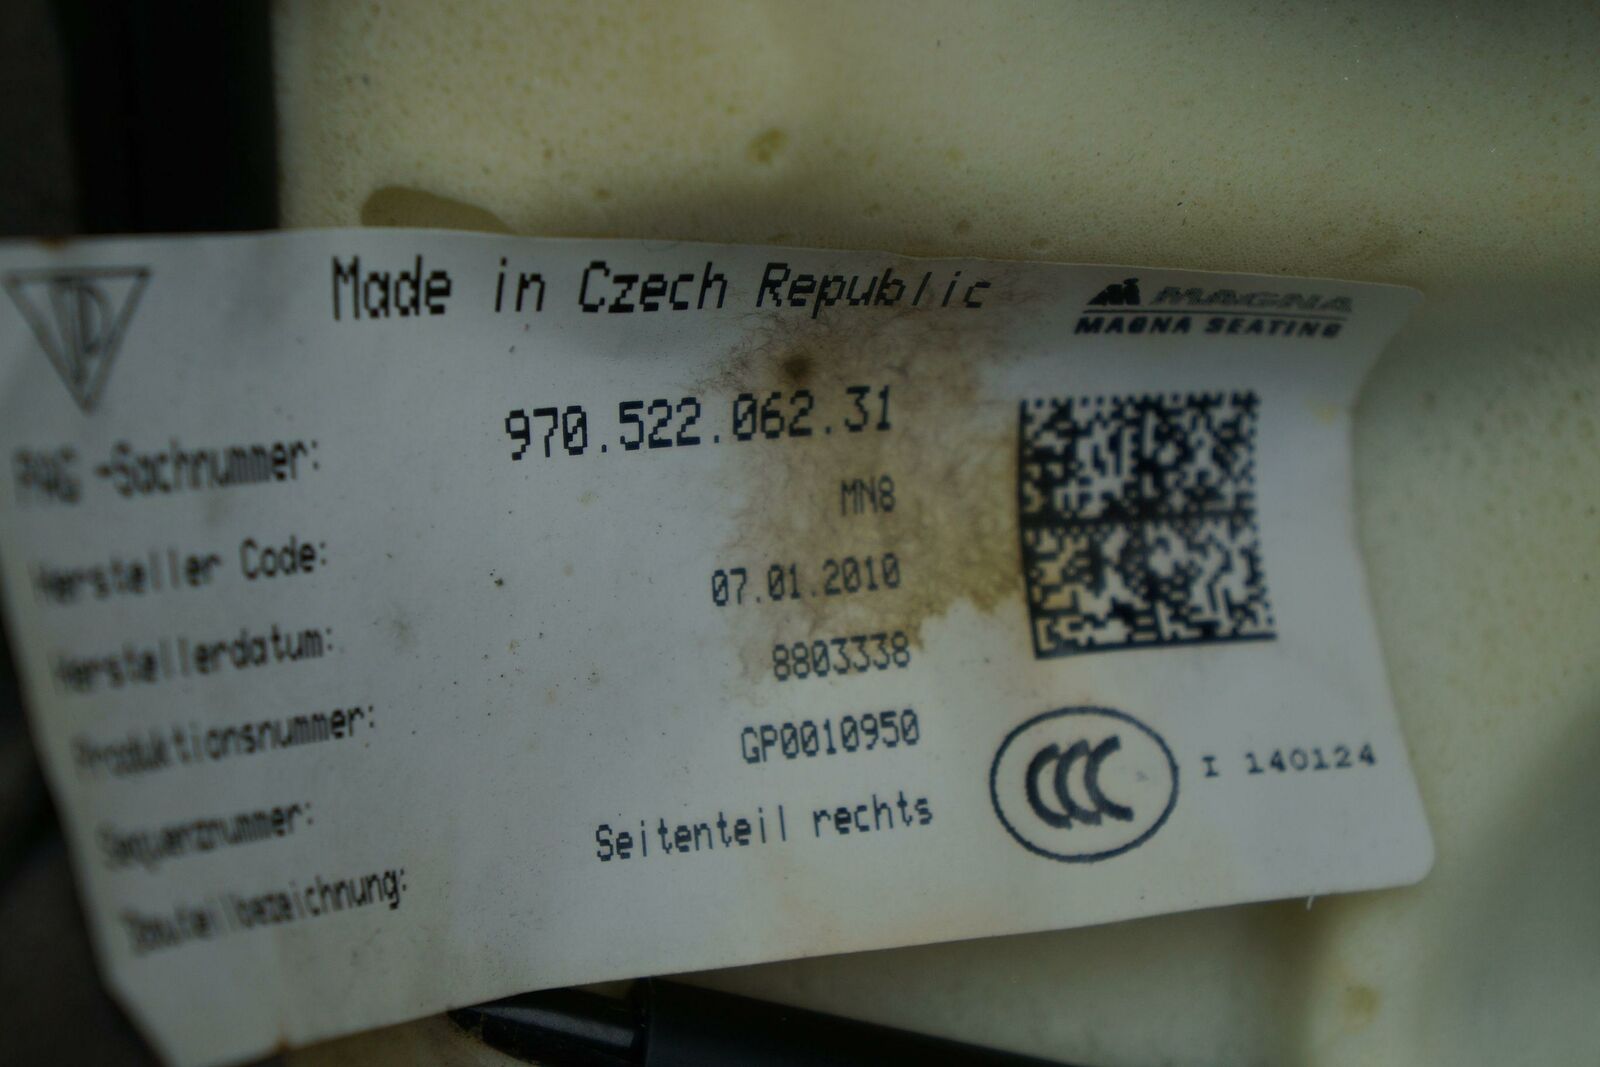 Made in Czech Republic
MAGNA
MAGNA SEATING
PAG -Sachnummer: 970.522.062.31
Hersteller Code: MN8
Herstellerdatum: 07.01.2010
Produktionsnummer: 8803338
Sequenznummer: GP0010950
Seitenteil rechts
CCC I 140124